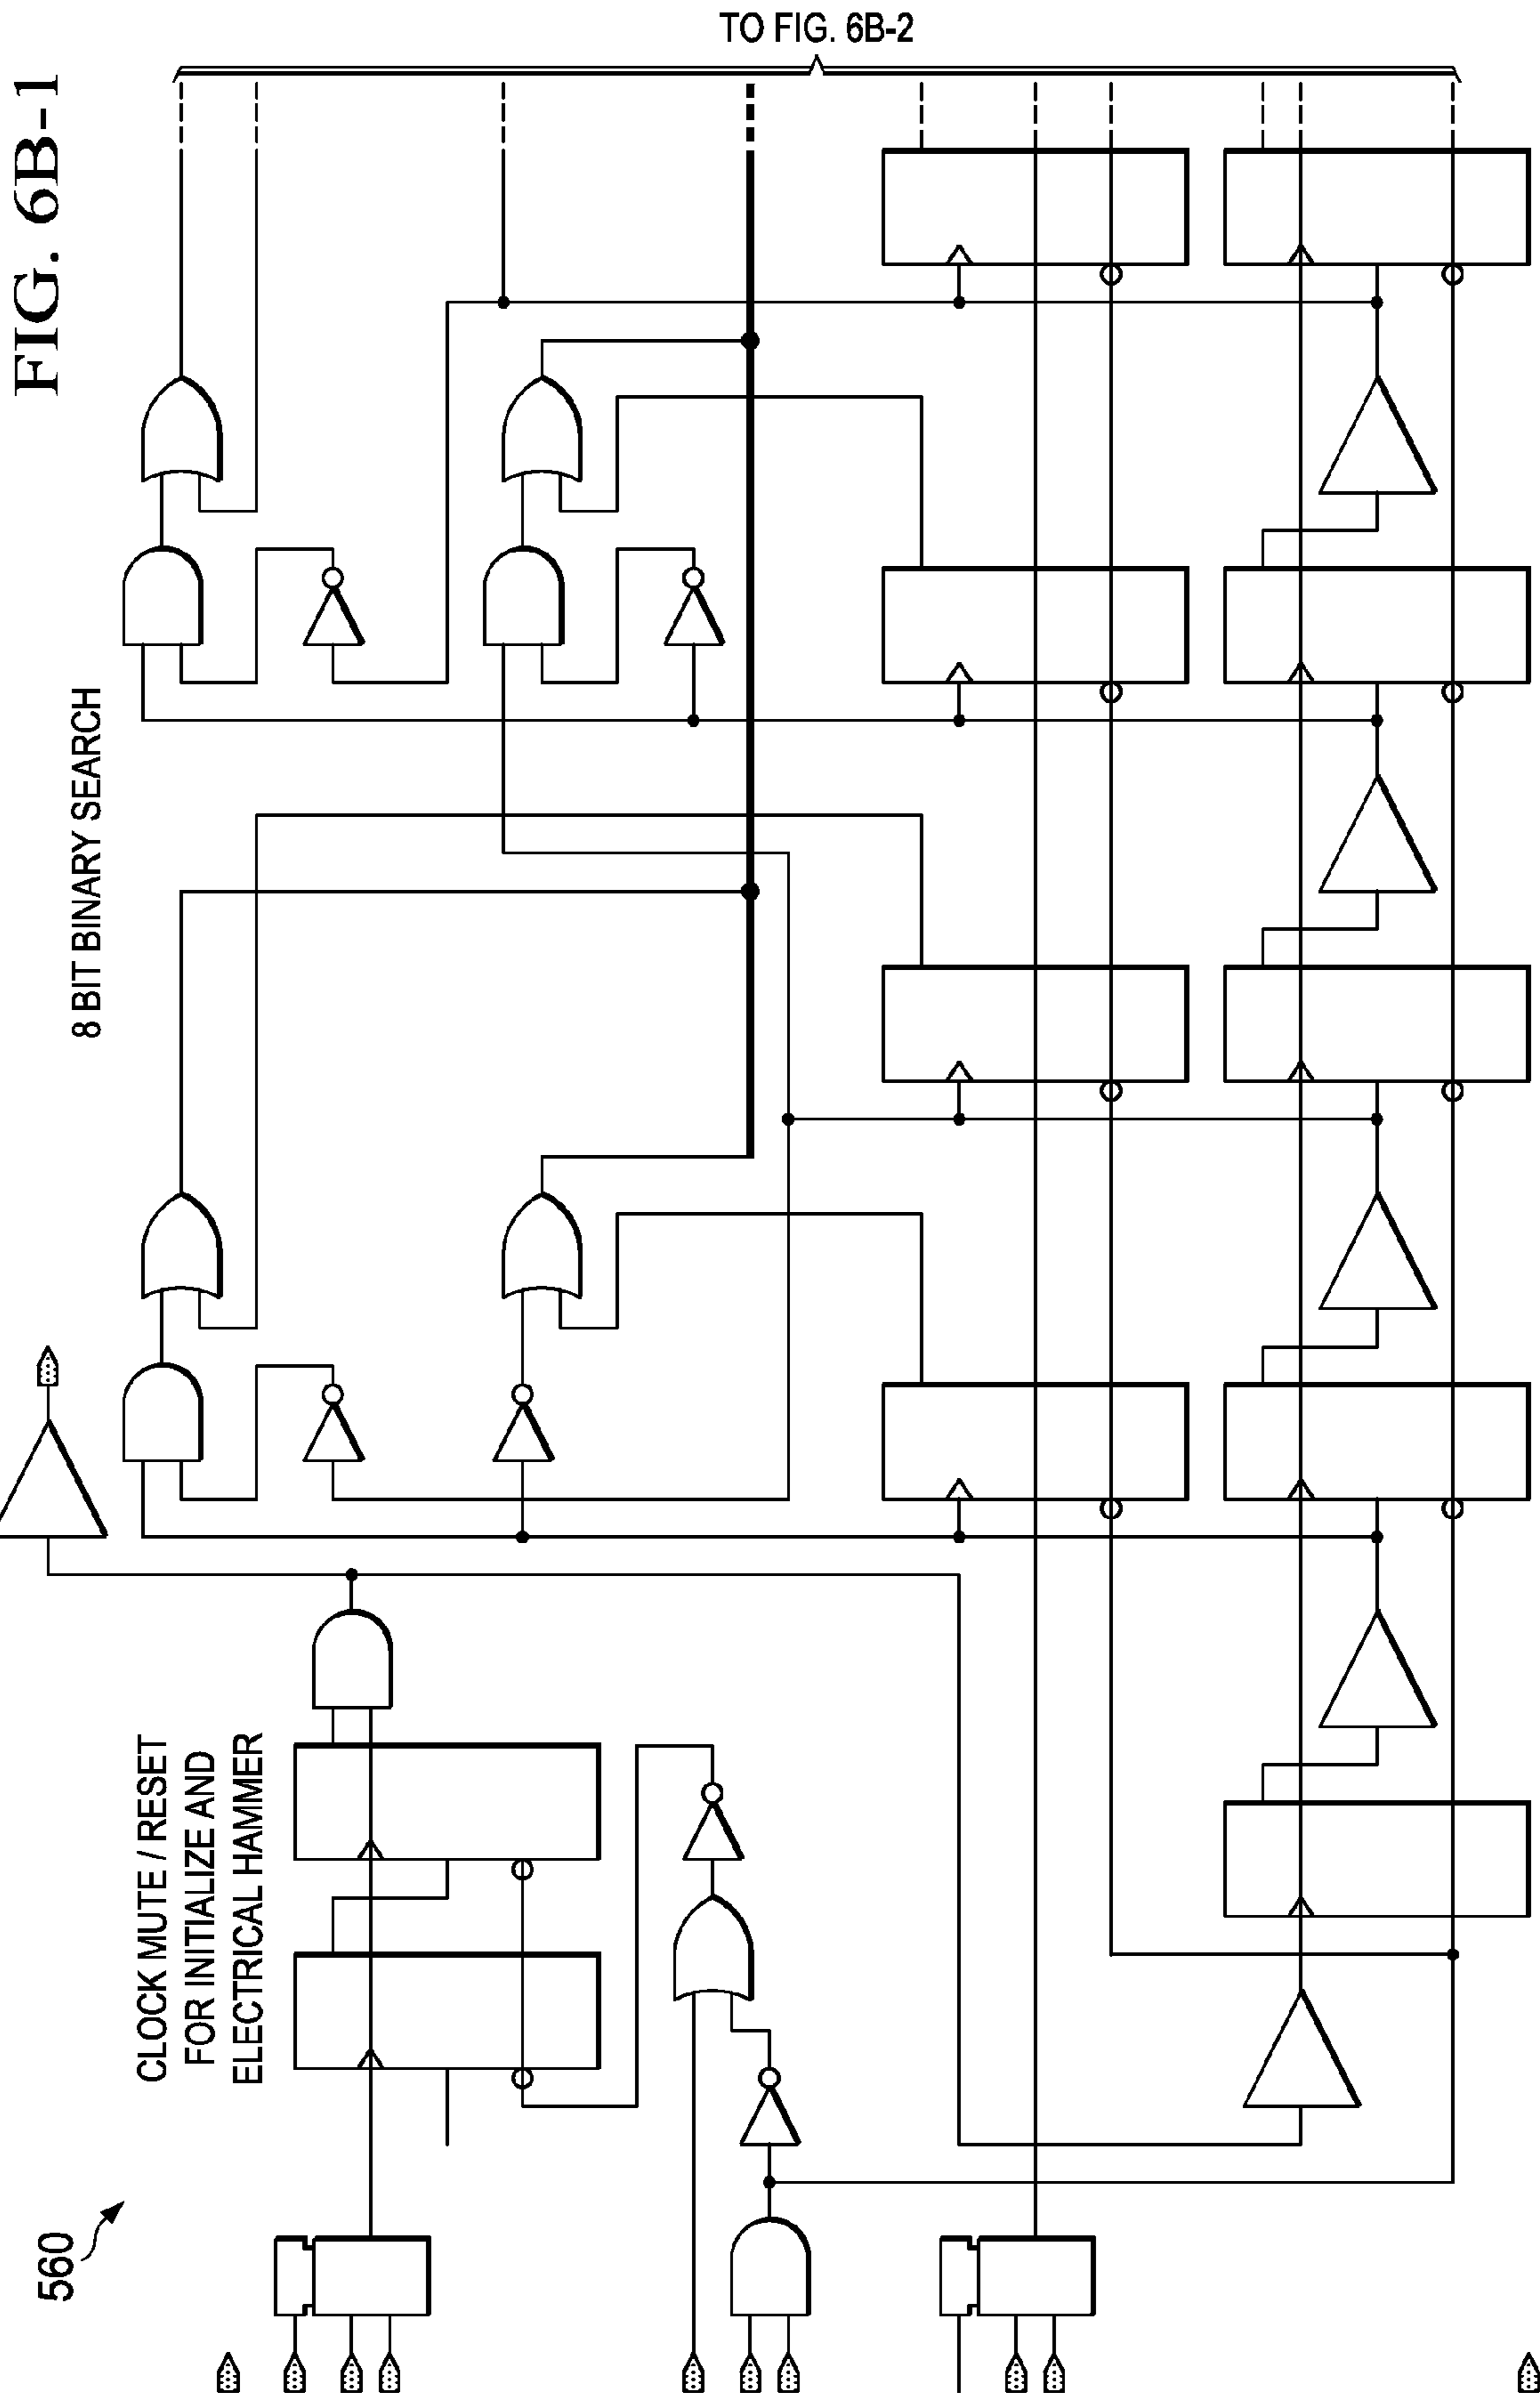 FIG. 6B-1
TO FIG. 6B-2
8 BIT BINARY SEARCH
CLOCK MUTE / RESET
FOR INITIALIZE AND
ELECTRICAL HAMMER
560